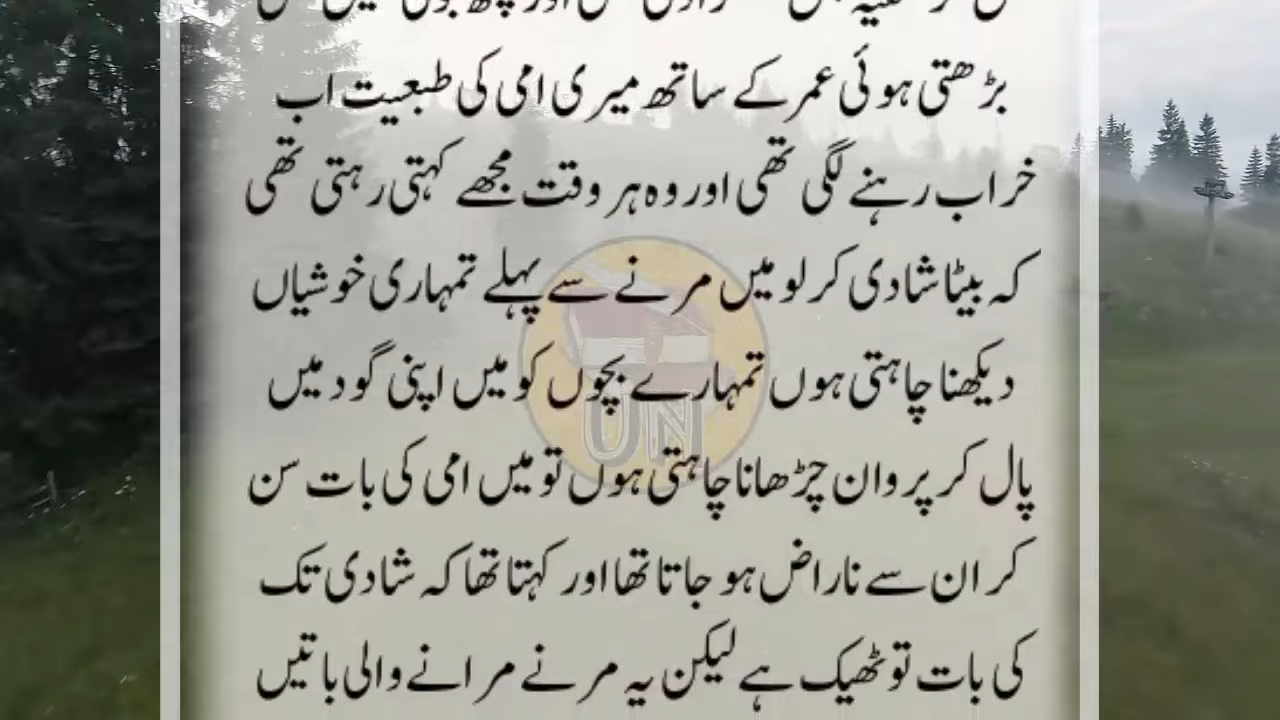 بڑھتی ہوئی عمر کے ساتھ میری امی کی طبعیت اب
خراب رہنے لگی تھی اور وہ ہر وقت مجھے کہتی رہتی تھی
کہ بیٹا شادی کر لو میں مرنے سے پہلے تمہاری خوشیاں
دیکھنا چاہتی ہوں تمہارے بچوں کو میں اپنی گود میں
پال کر پروان چڑھانا چاہتی ہوں تو میں امی کی بات سن
کر ان سے ناراض ہو جاتا تھا اور کہتا تھا کہ شادی تک
کی بات تو ٹھیک ہے لیکن یہ مرنے مرانے والی باتیں
UN